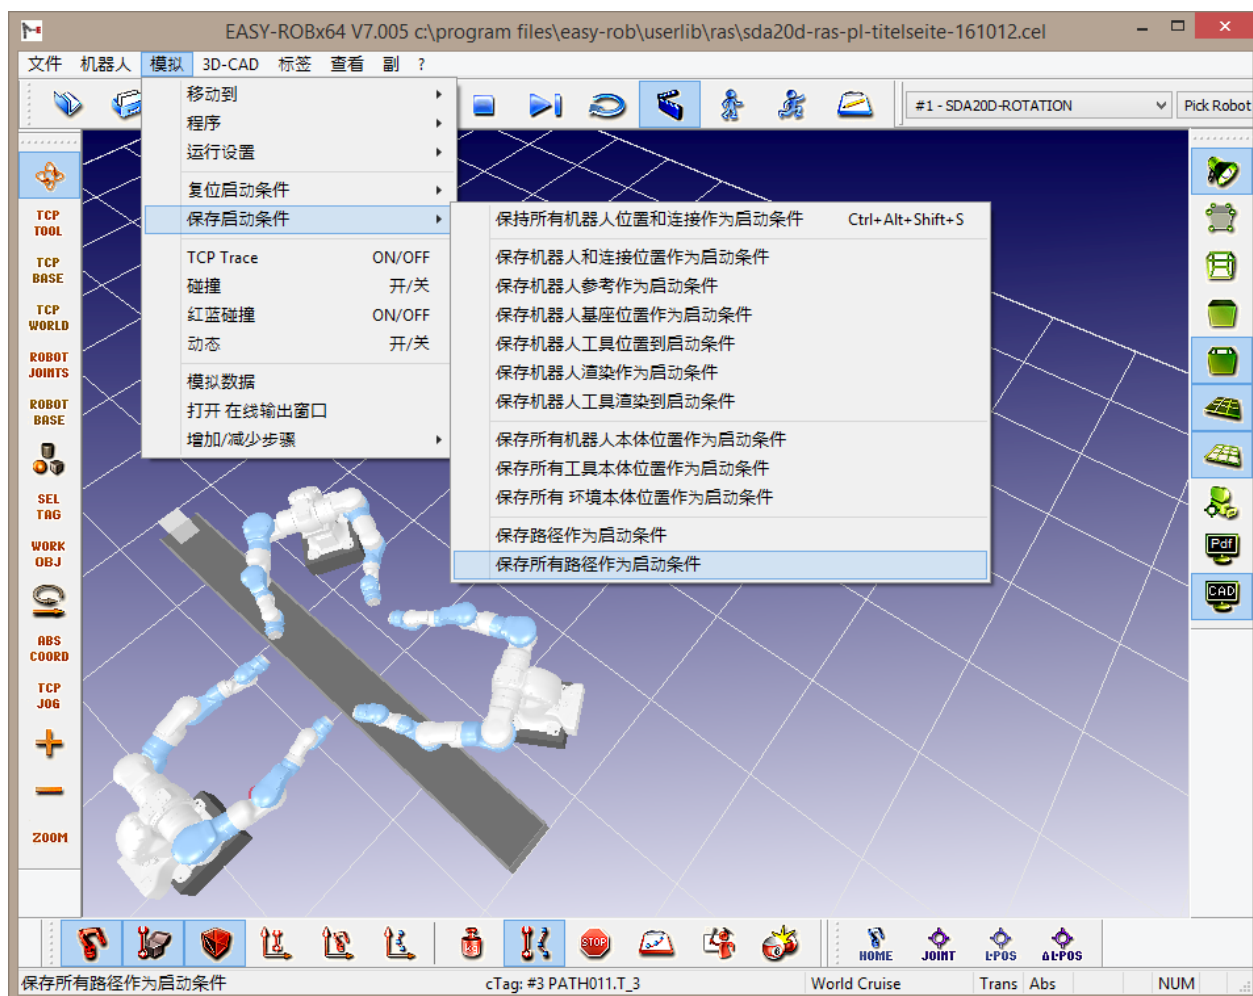 EASY-ROBx64 V7.005 c:\program files\easy-rob\userlib\ras\sda20d-ras-pl-titelseite-161012.cel
文件 机器人 模拟 3D-CAD 标签 查看 副 ?
#1 - SDA20D-ROTATION
Pick Robot
移动到
程序
运行设置
复位启动条件
保存启动条件
TCP Trace ON/OFF
碰撞 开/关
红蓝碰撞 ON/OFF
动态 开/关
模拟数据
打开 在线输出窗口
增加/减少步骤
保持所有机器人位置和连接作为启动条件 Ctrl+Alt+Shift+S
保存机器人和连接位置作为启动条件
保存机器人参考作为启动条件
保存机器人基座位置作为启动条件
保存机器人工具位置到启动条件
保存机器人渲染作为启动条件
保存机器人工具渲染到启动条件
保存所有机器人本体位置作为启动条件
保存所有工具本体位置作为启动条件
保存所有 环境本体位置作为启动条件
保存路径作为启动条件
保存所有路径作为启动条件
TCP
TOOL
TCP
BASE
TCP
WORLD
ROBOT
JOINTS
ROBOT
BASE
SEL
TAG
WORK
OBJ
ABS
COORD
TCP
JOG
ZOOM
Pdf
CAD
kg
STOP
HOME
JOINT
L-POS
ΔL-POS
保存所有路径作为启动条件
cTag: #3 PATH011.T_3
World Cruise
Trans Abs
NUM